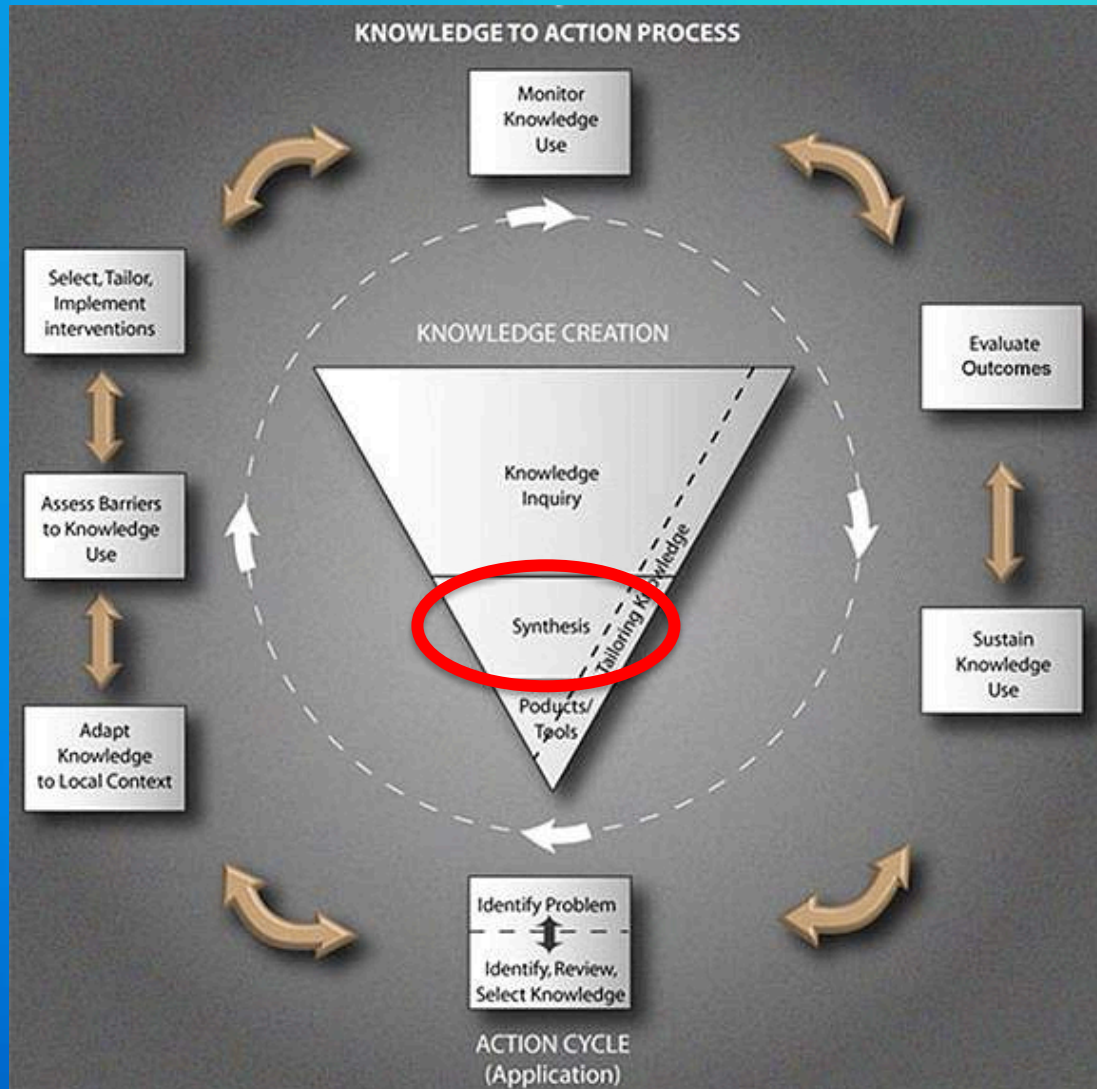 KNOWLEDGE TO ACTION PROCESS
Monitor
Knowledge
Use
Select, Tailor,
Implement
interventions
KNOWLEDGE CREATION
Evaluate
Outcomes
Knowledge
Inquiry
Assess Barriers
to Knowledge
Use
Tailoring Knowledge
Synthesis
Sustain
Knowledge
Use
Poducts/
Tools
Adapt
Knowledge
to Local Context
Identify Problem
Identify, Review,
Select Knowledge
ACTION CYCLE
(Application)